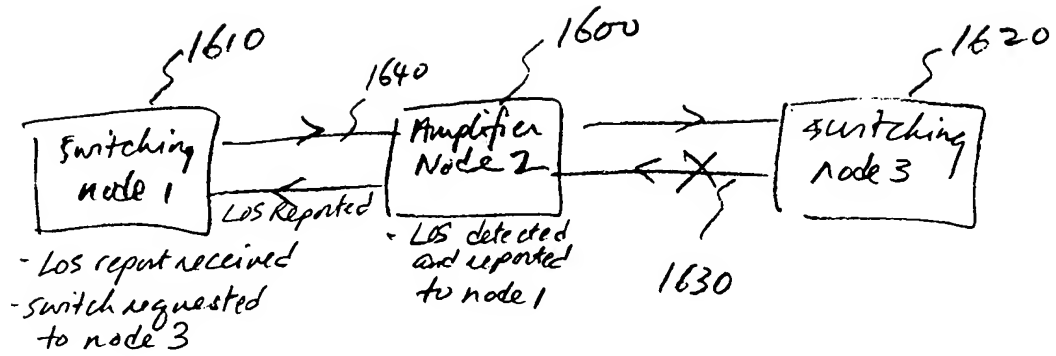 1610
1600
1620
1640
Switching
node 1
Amplifier
Node 2
switching
node 3
LOS Reported
- LOS report received
- switch requested
to node 3
- LOS detected
and reported
to node 1
1630